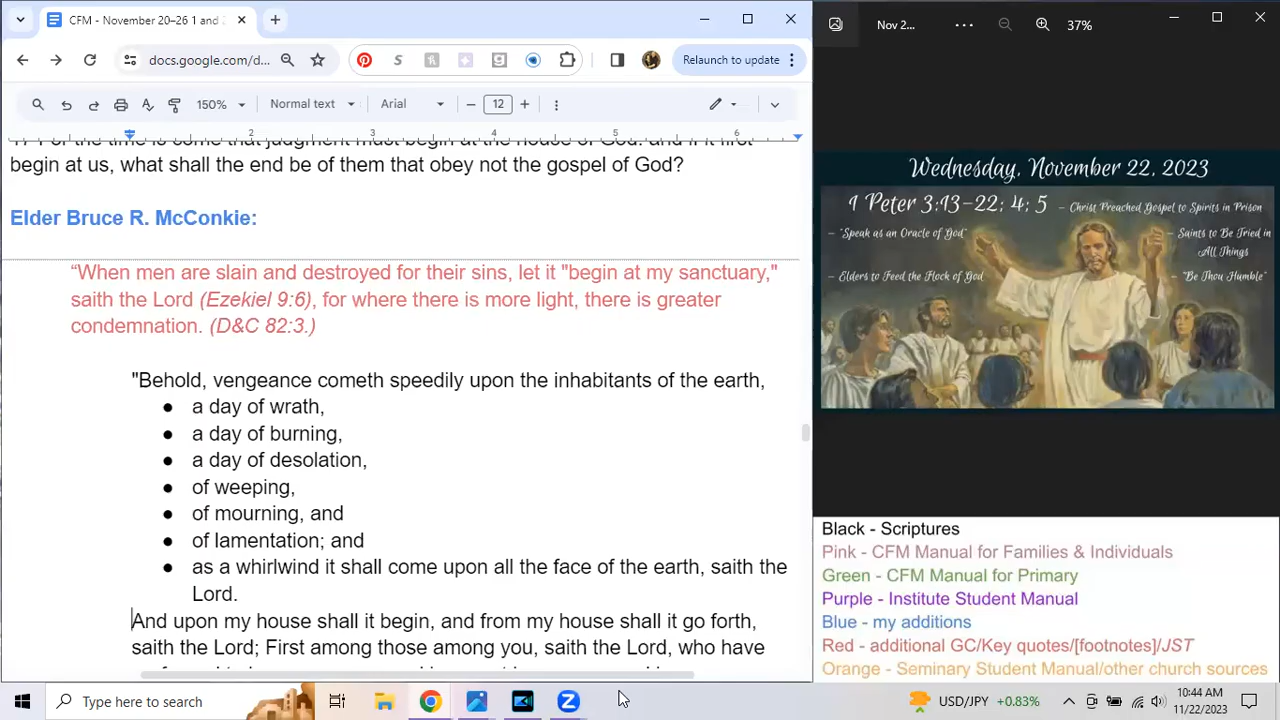 CFM - November 20–26 1 and 2
docs.google.com/d...
Relaunch to update
150%
Normal text
Arial
12
2
3
4
5
6
begin at us, what shall the end be of them that obey not the gospel of God?
Elder Bruce R. McConkie:
“When men are slain and destroyed for their sins, let it "begin at my sanctuary,"
saith the Lord (Ezekiel 9:6), for where there is more light, there is greater
condemnation. (D&C 82:3.)
"Behold, vengeance cometh speedily upon the inhabitants of the earth,
● a day of wrath,
● a day of burning,
● a day of desolation,
● of weeping,
● of mourning, and
● of lamentation; and
● as a whirlwind it shall come upon all the face of the earth, saith the
Lord.
And upon my house shall it begin, and from my house shall it go forth,
saith the Lord; First among those among you, saith the Lord, who have
Nov 2...
37%
Wednesday, November 22, 2023
1 Peter 3:13-22; 4; 5
- Christ Preached Gospel to Spirits in Prison
- "Speak as an Oracle of God"
- Saints to Be Tried in
All Things
- Elders to Feed the Flock of God
- "Be Thou Humble"
Black - Scriptures
Pink - CFM Manual for Families & Individuals
Green - CFM Manual for Primary
Purple - Institute Student Manual
Blue - my additions
Red - additional GC/Key quotes/[footnotes]/JST
Orange - Seminary Student Manual/other church sources
Type here to search
USD/JPY +0.83%
10:44 AM
11/22/2023